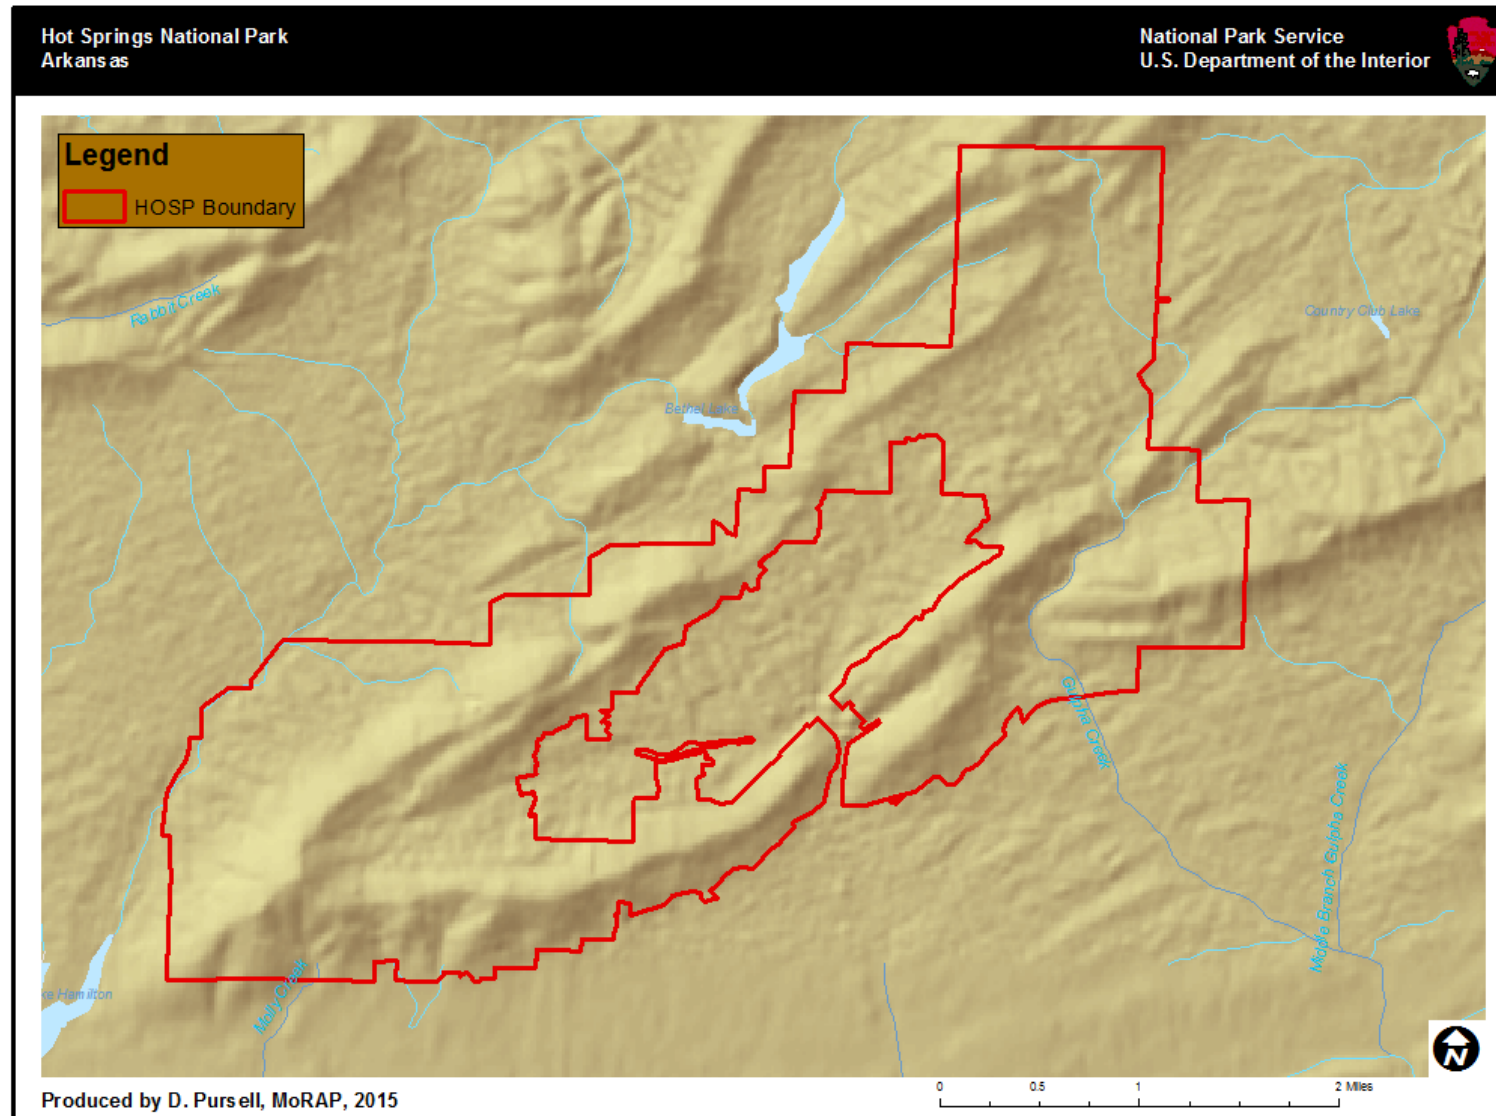 Hot Springs National Park
Arkansas
National Park Service
U.S. Department of the Interior
Legend
HOSP Boundary
Rabbit Creek
Country Club Lake
Bethel Lake
Gulpha Creek
Middle Branch Gulpha Creek
ke Hamilton
Molly Creek
N
0 0.5 1 2 Miles
Produced by D. Pursell, MoRAP, 2015